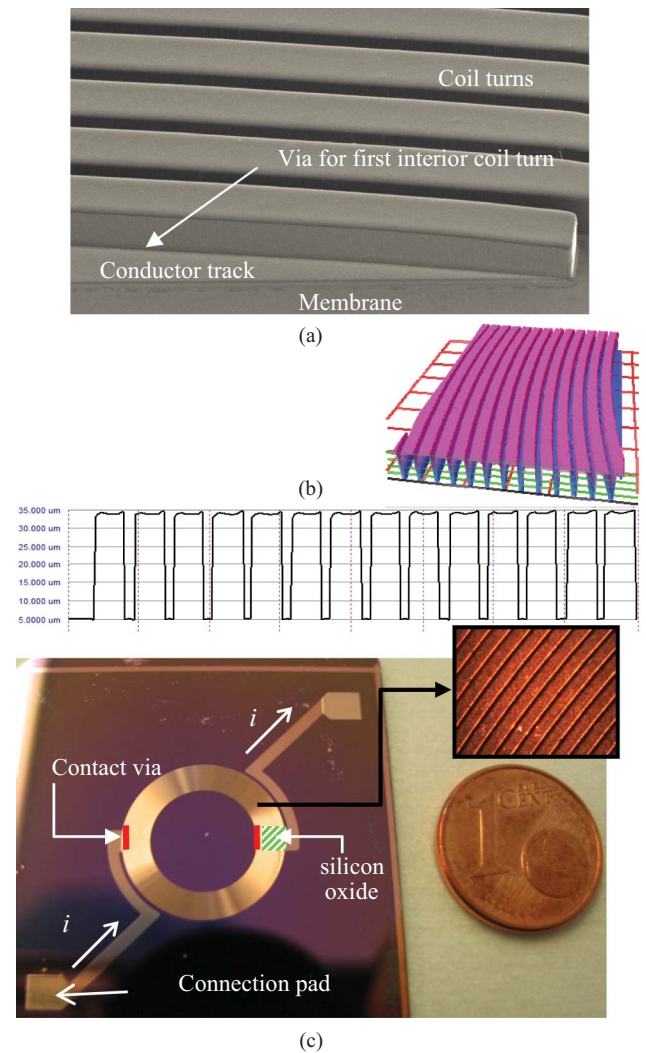 Coil turns
Via for first interior coil turn
Conductor track
Membrane
(a)
(b)
35.000 um
30.000 um
25.000 um
20.000 um
15.000 um
10.000 um
5.0000 um
i
Contact via
1
CENT
silicon
oxide
i
Connection pad
(c)